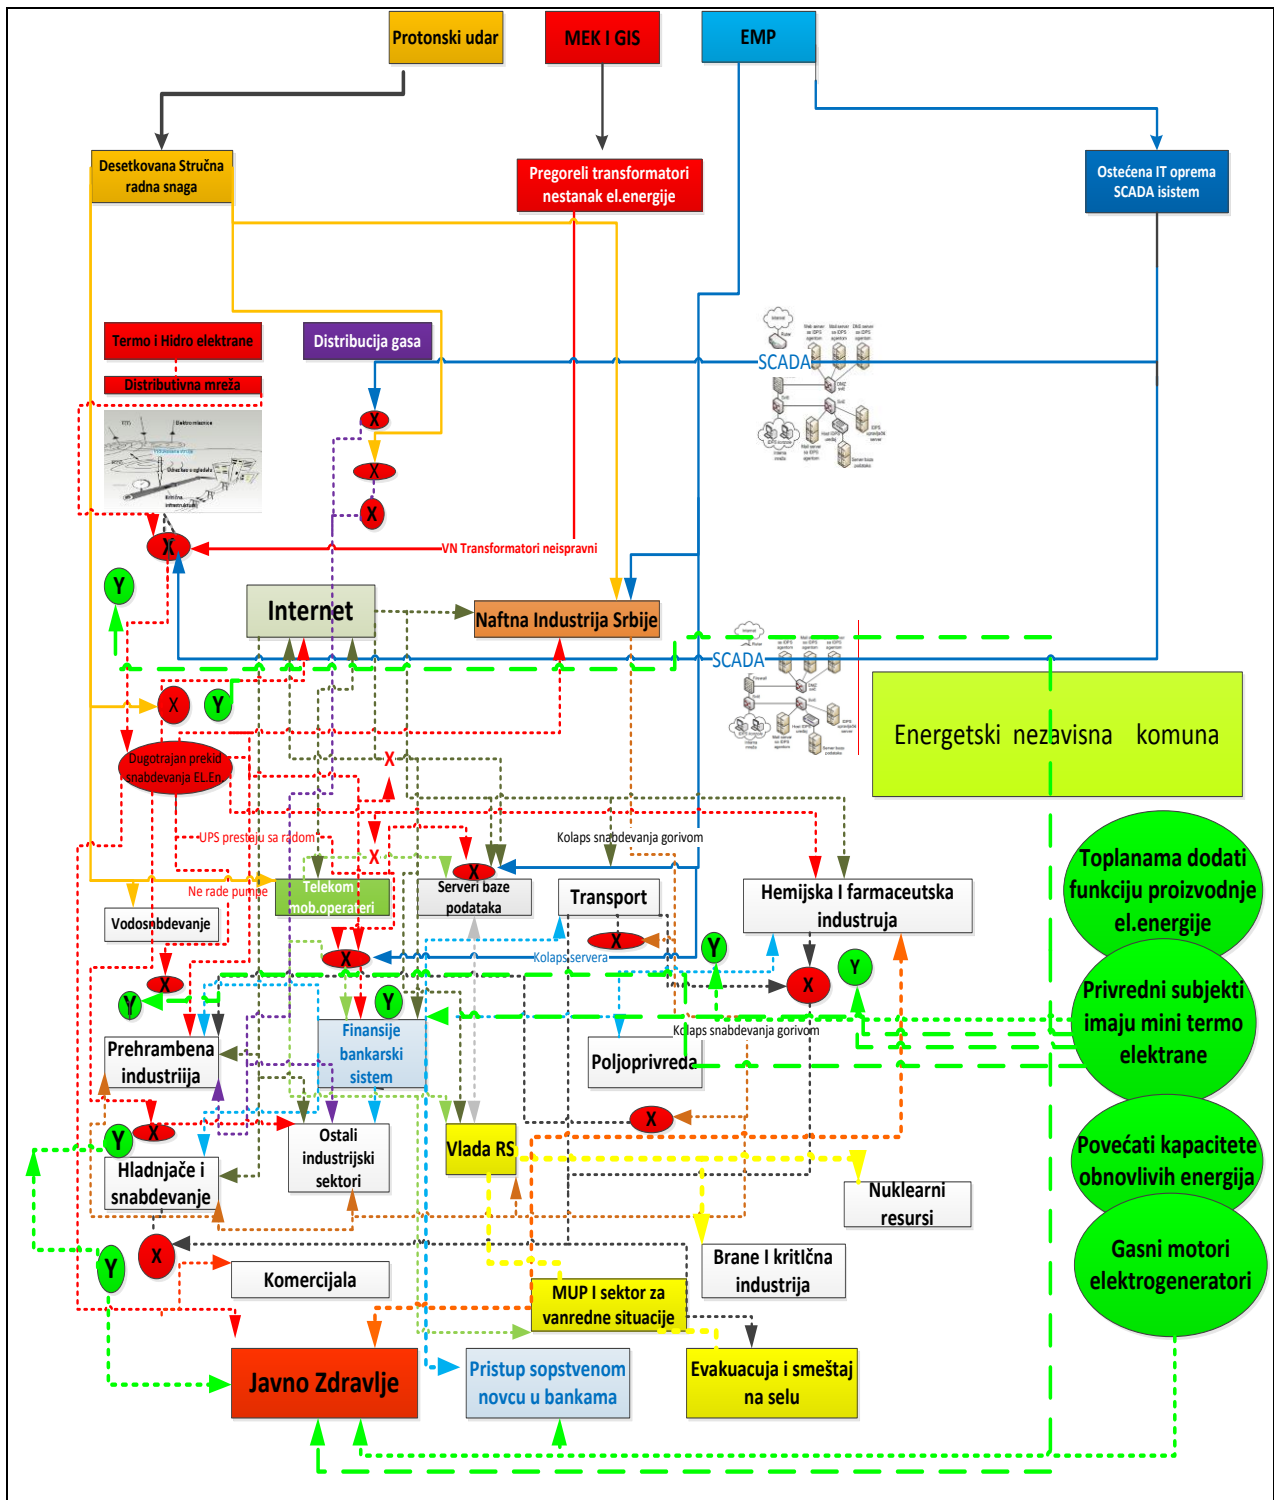 Protonski udar
MEK I GIS
EMP
Desetkovana Stručna
radna snaga
Pregoreli transformatori
nestanak el.energije
Ostećena IT oprema
SCADA isistem
Termo i Hidro elektrane
Distribucija gasa
Distributivna mreža
SCADA
X
X
X
X
VN Transformatori neispravni
Y
Internet
Naftna Industrija Srbije
SCADA
X
Y
Energetski nezavisna komuna
Dugotrajan prekid
snabdevanja EL.En.
X
UPS prestaju sa radom
X
Kolaps snabdevanja gorivom
Ne rade pumpe
Telekom
mob.operateri
X
Serveri baze
podataka
Transport
Hemijska I farmaceutska
industruja
Toplanama dodati
funkciju proizvodnje
el.energije
Vodosnbdevanje
X
X
Kolaps servera
Y
Y
X
X
Y
Y
Privredni subjekti
imaju mini termo
elektrane
Prehrambena
industriija
Finansije
bankarski
sistem
Kolaps snabdevanja gorivom
Poljoprivreda
X
Y
X
Ostali
industrijski
sektori
Vlada RS
Povećati kapacitete
obnovlivih energija
Hladnjače i
snabdevanje
Nuklearni
resursi
X
Y
Komercijala
Brane I kritična
industrija
Gasni motori
elektrogeneratori
MUP I sektor za
vanredne situacije
Javno Zdravlje
Pristup sopstvenom
novcu u bankama
Evakuacuja i smeštaj
na selu